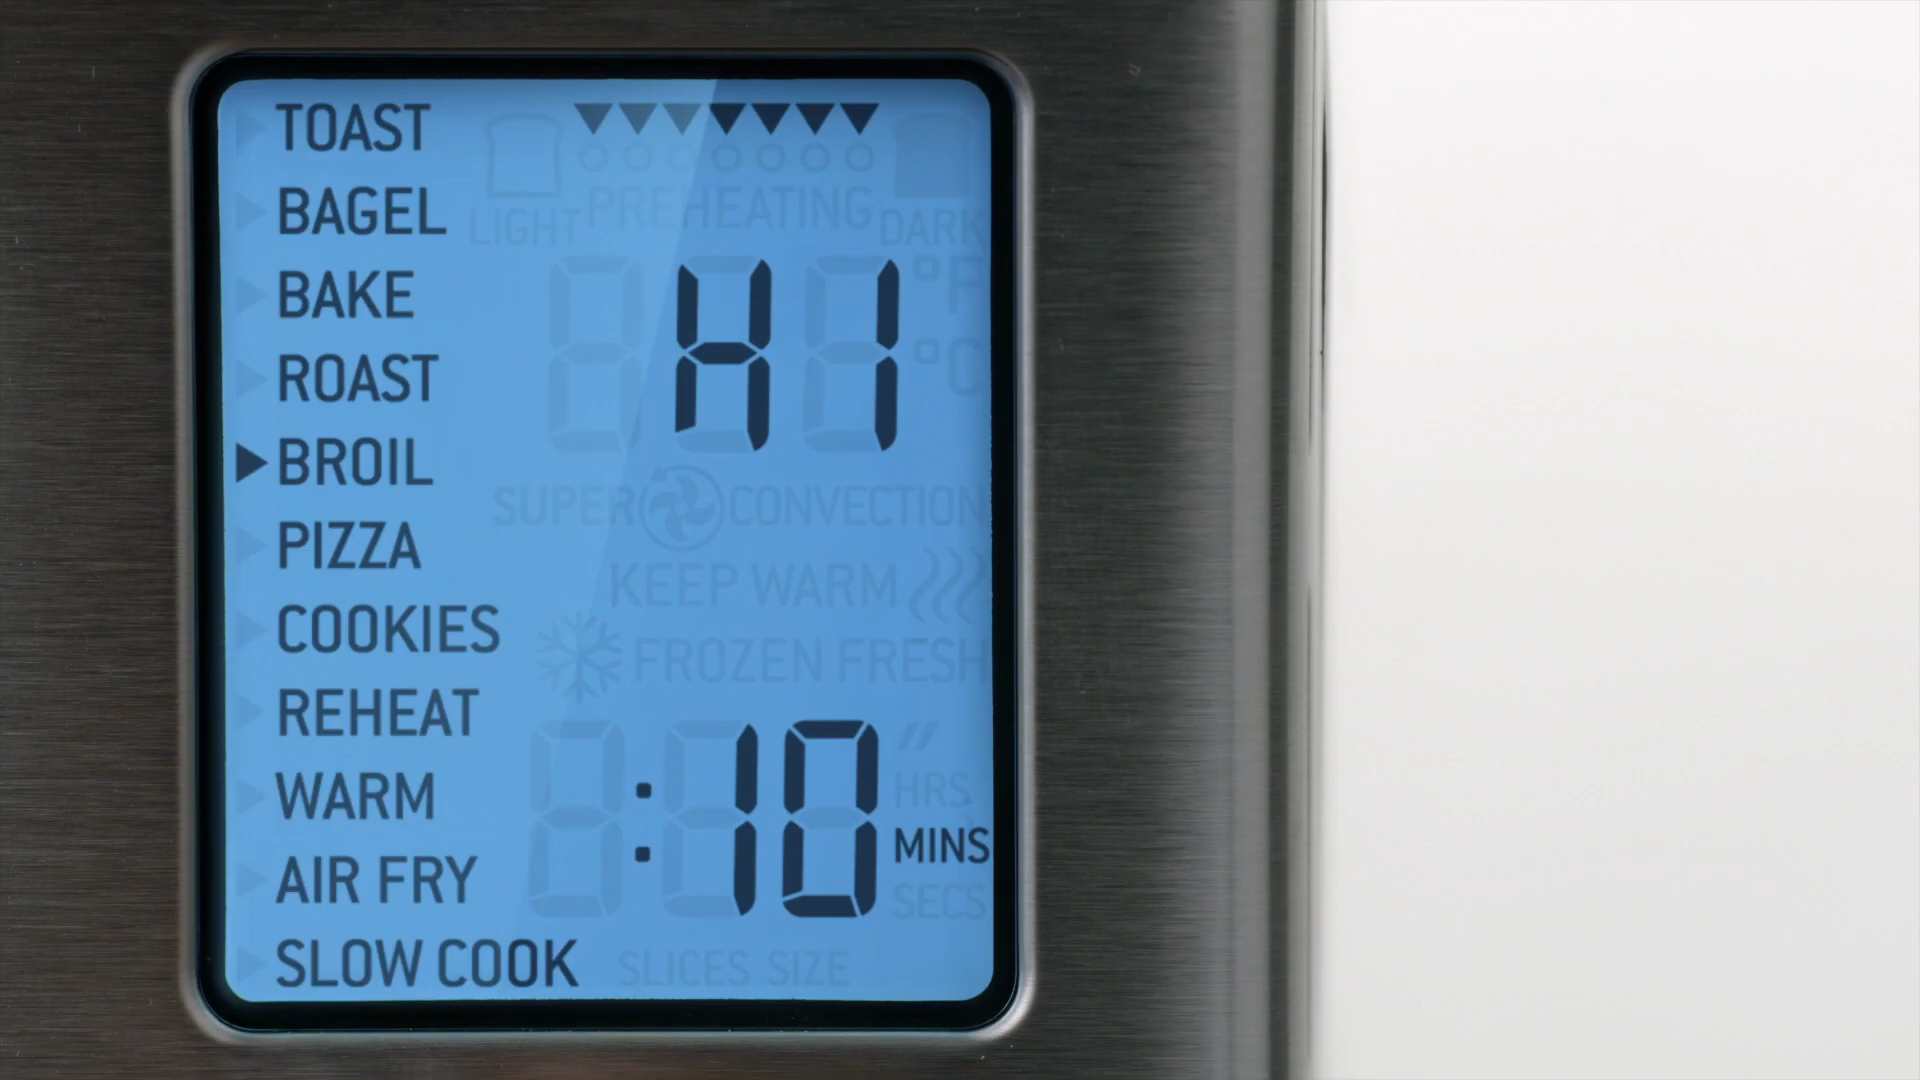 TOAST
BAGEL
BAKE
ROAST
BROIL
PIZZA
COOKIES
REHEAT
WARM
AIR FRY
SLOW COOK
PREHEATING
LIGHT DARK
HI
°F
°C
SUPER CONVECTION
KEEP WARM
FROZEN FRESH
:10
HRS
MINS
SECS
SLICES SIZE